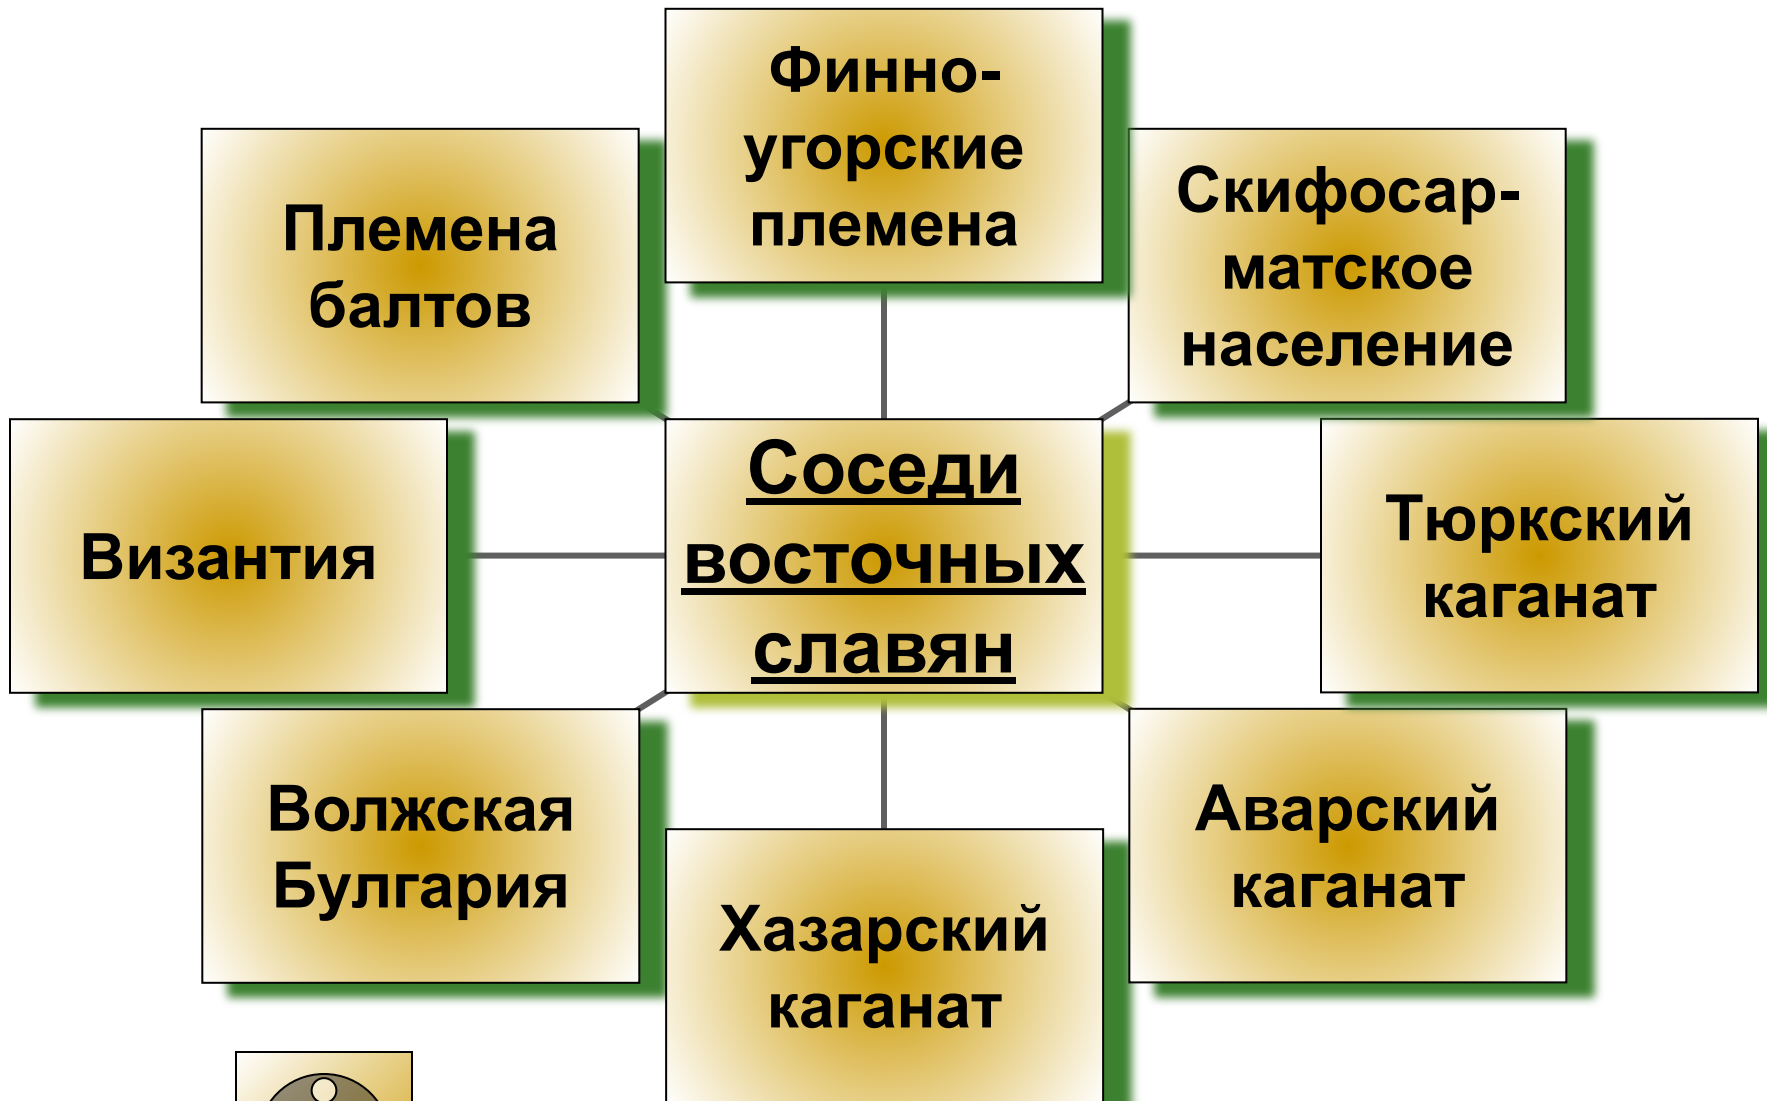 Финно-
угорские
племена
Племена
балтов
Скифосар-
матское
население
Византия
Соседи
восточных
славян
Тюркский
каганат
Волжская
Булгария
Аварский
каганат
Хазарский
каганат